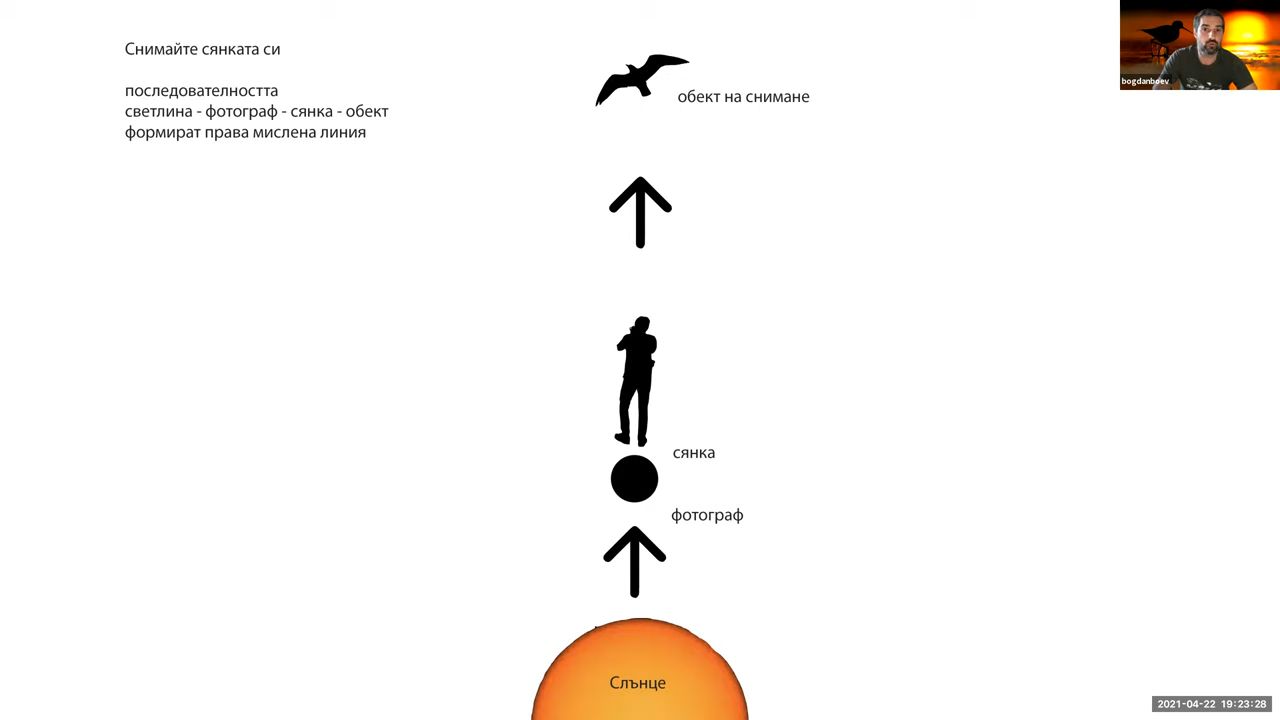 Снимайте сянката си
последователността
светлина - фотограф - сянка - обект
формират права мислена линия
обект на снимане
bogdanboev
сянка
фотограф
Слънце
2021-04-22 19:23:28